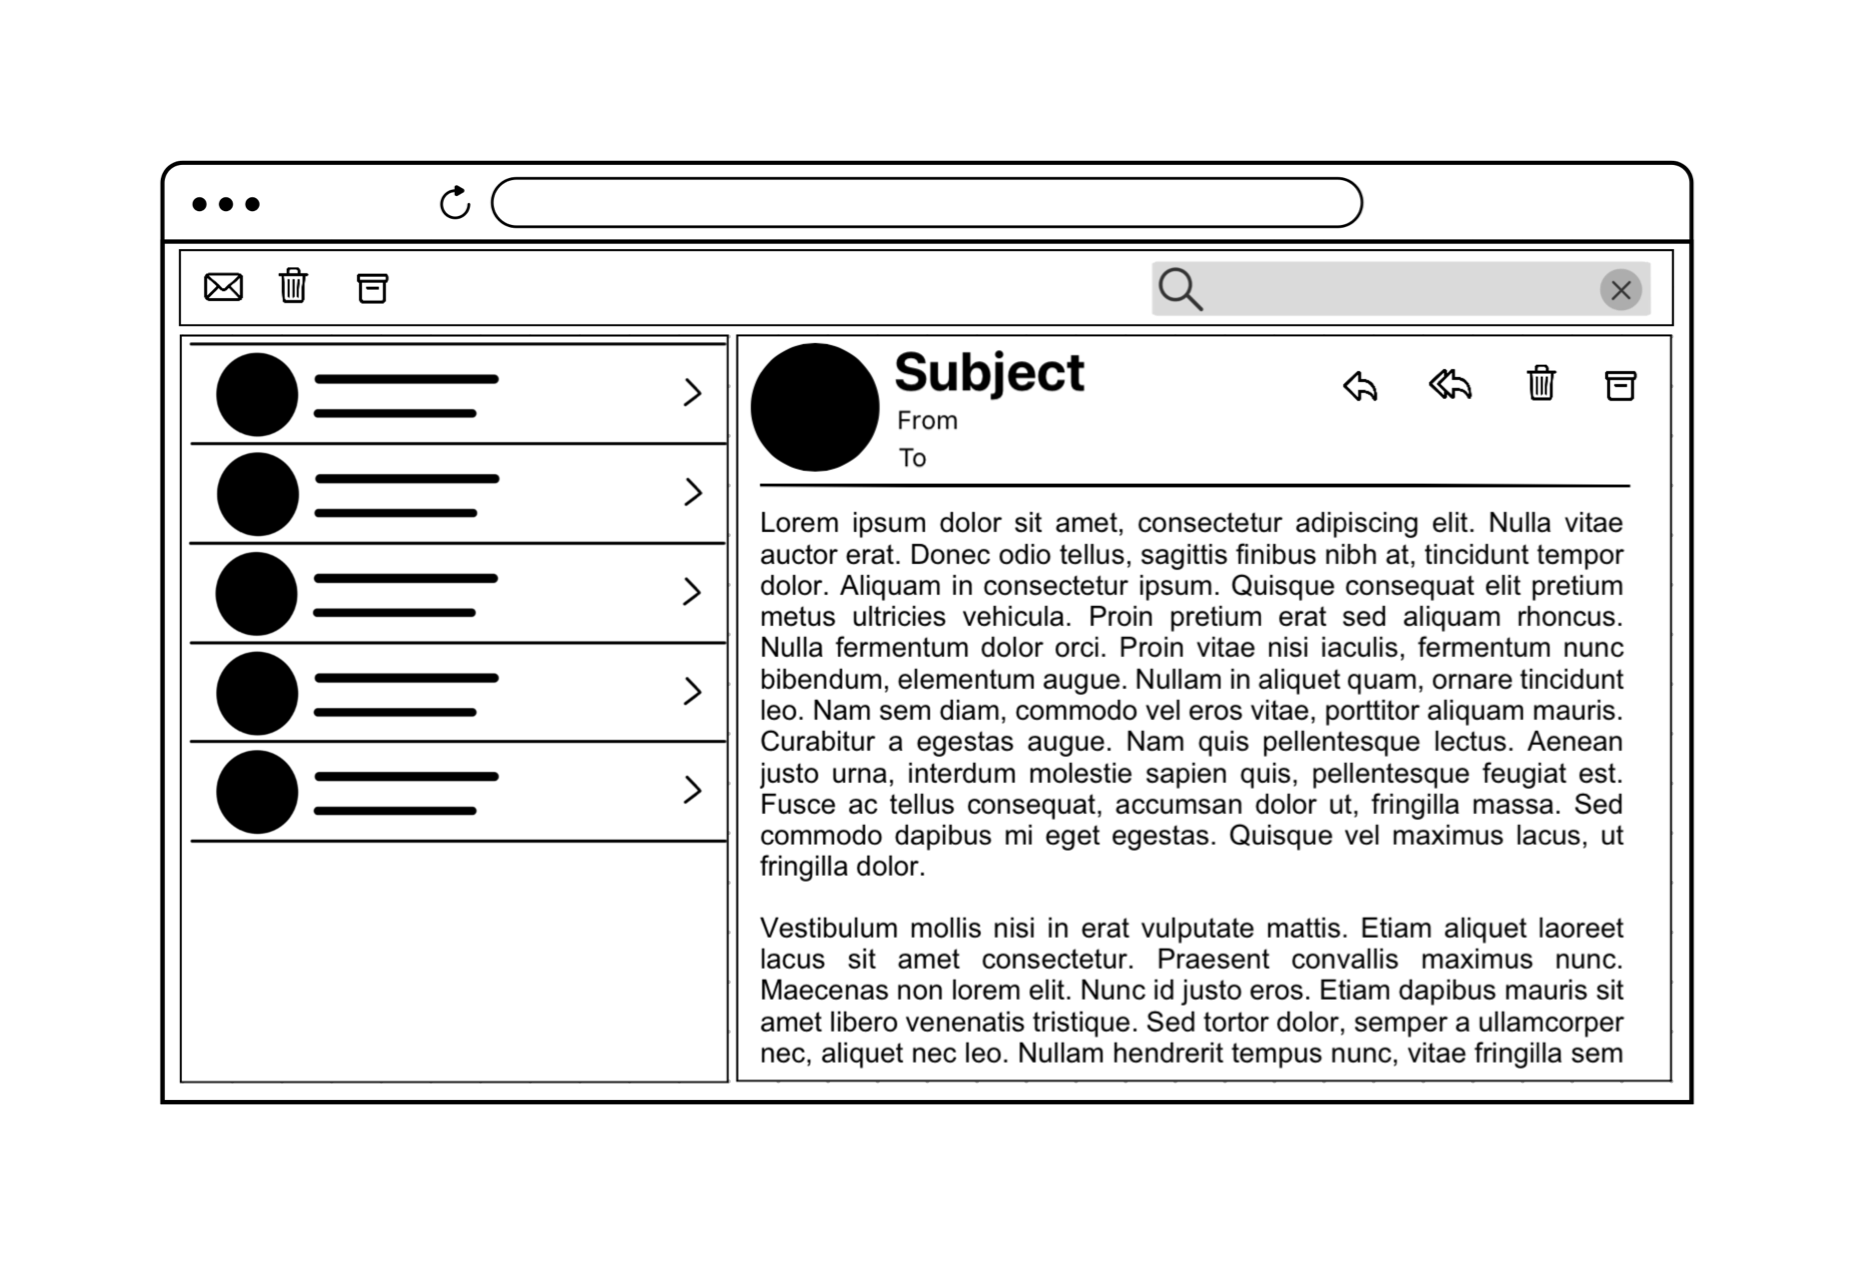 Subject
From
To
Lorem ipsum dolor sit amet, consectetur adipiscing elit. Nulla vitae
auctor erat. Donec odio tellus, sagittis finibus nibh at, tincidunt tempor
dolor. Aliquam in consectetur ipsum. Quisque consequat elit pretium
metus ultricies vehicula. Proin pretium erat sed aliquam rhoncus.
Nulla fermentum dolor orci. Proin vitae nisi iaculis, fermentum nunc
bibendum, elementum augue. Nullam in aliquet quam, ornare tincidunt
leo. Nam sem diam, commodo vel eros vitae, porttitor aliquam mauris.
Curabitur a egestas augue. Nam quis pellentesque lectus. Aenean
justo urna, interdum molestie sapien quis, pellentesque feugiat est.
Fusce ac tellus consequat, accumsan dolor ut, fringilla massa. Sed
commodo dapibus mi eget egestas. Quisque vel maximus lacus, ut
fringilla dolor.
Vestibulum mollis nisi in erat vulputate mattis. Etiam aliquet laoreet
lacus sit amet consectetur. Praesent convallis maximus nunc.
Maecenas non lorem elit. Nunc id justo eros. Etiam dapibus mauris sit
amet libero venenatis tristique. Sed tortor dolor, semper a ullamcorper
nec, aliquet nec leo. Nullam hendrerit tempus nunc, vitae fringilla sem